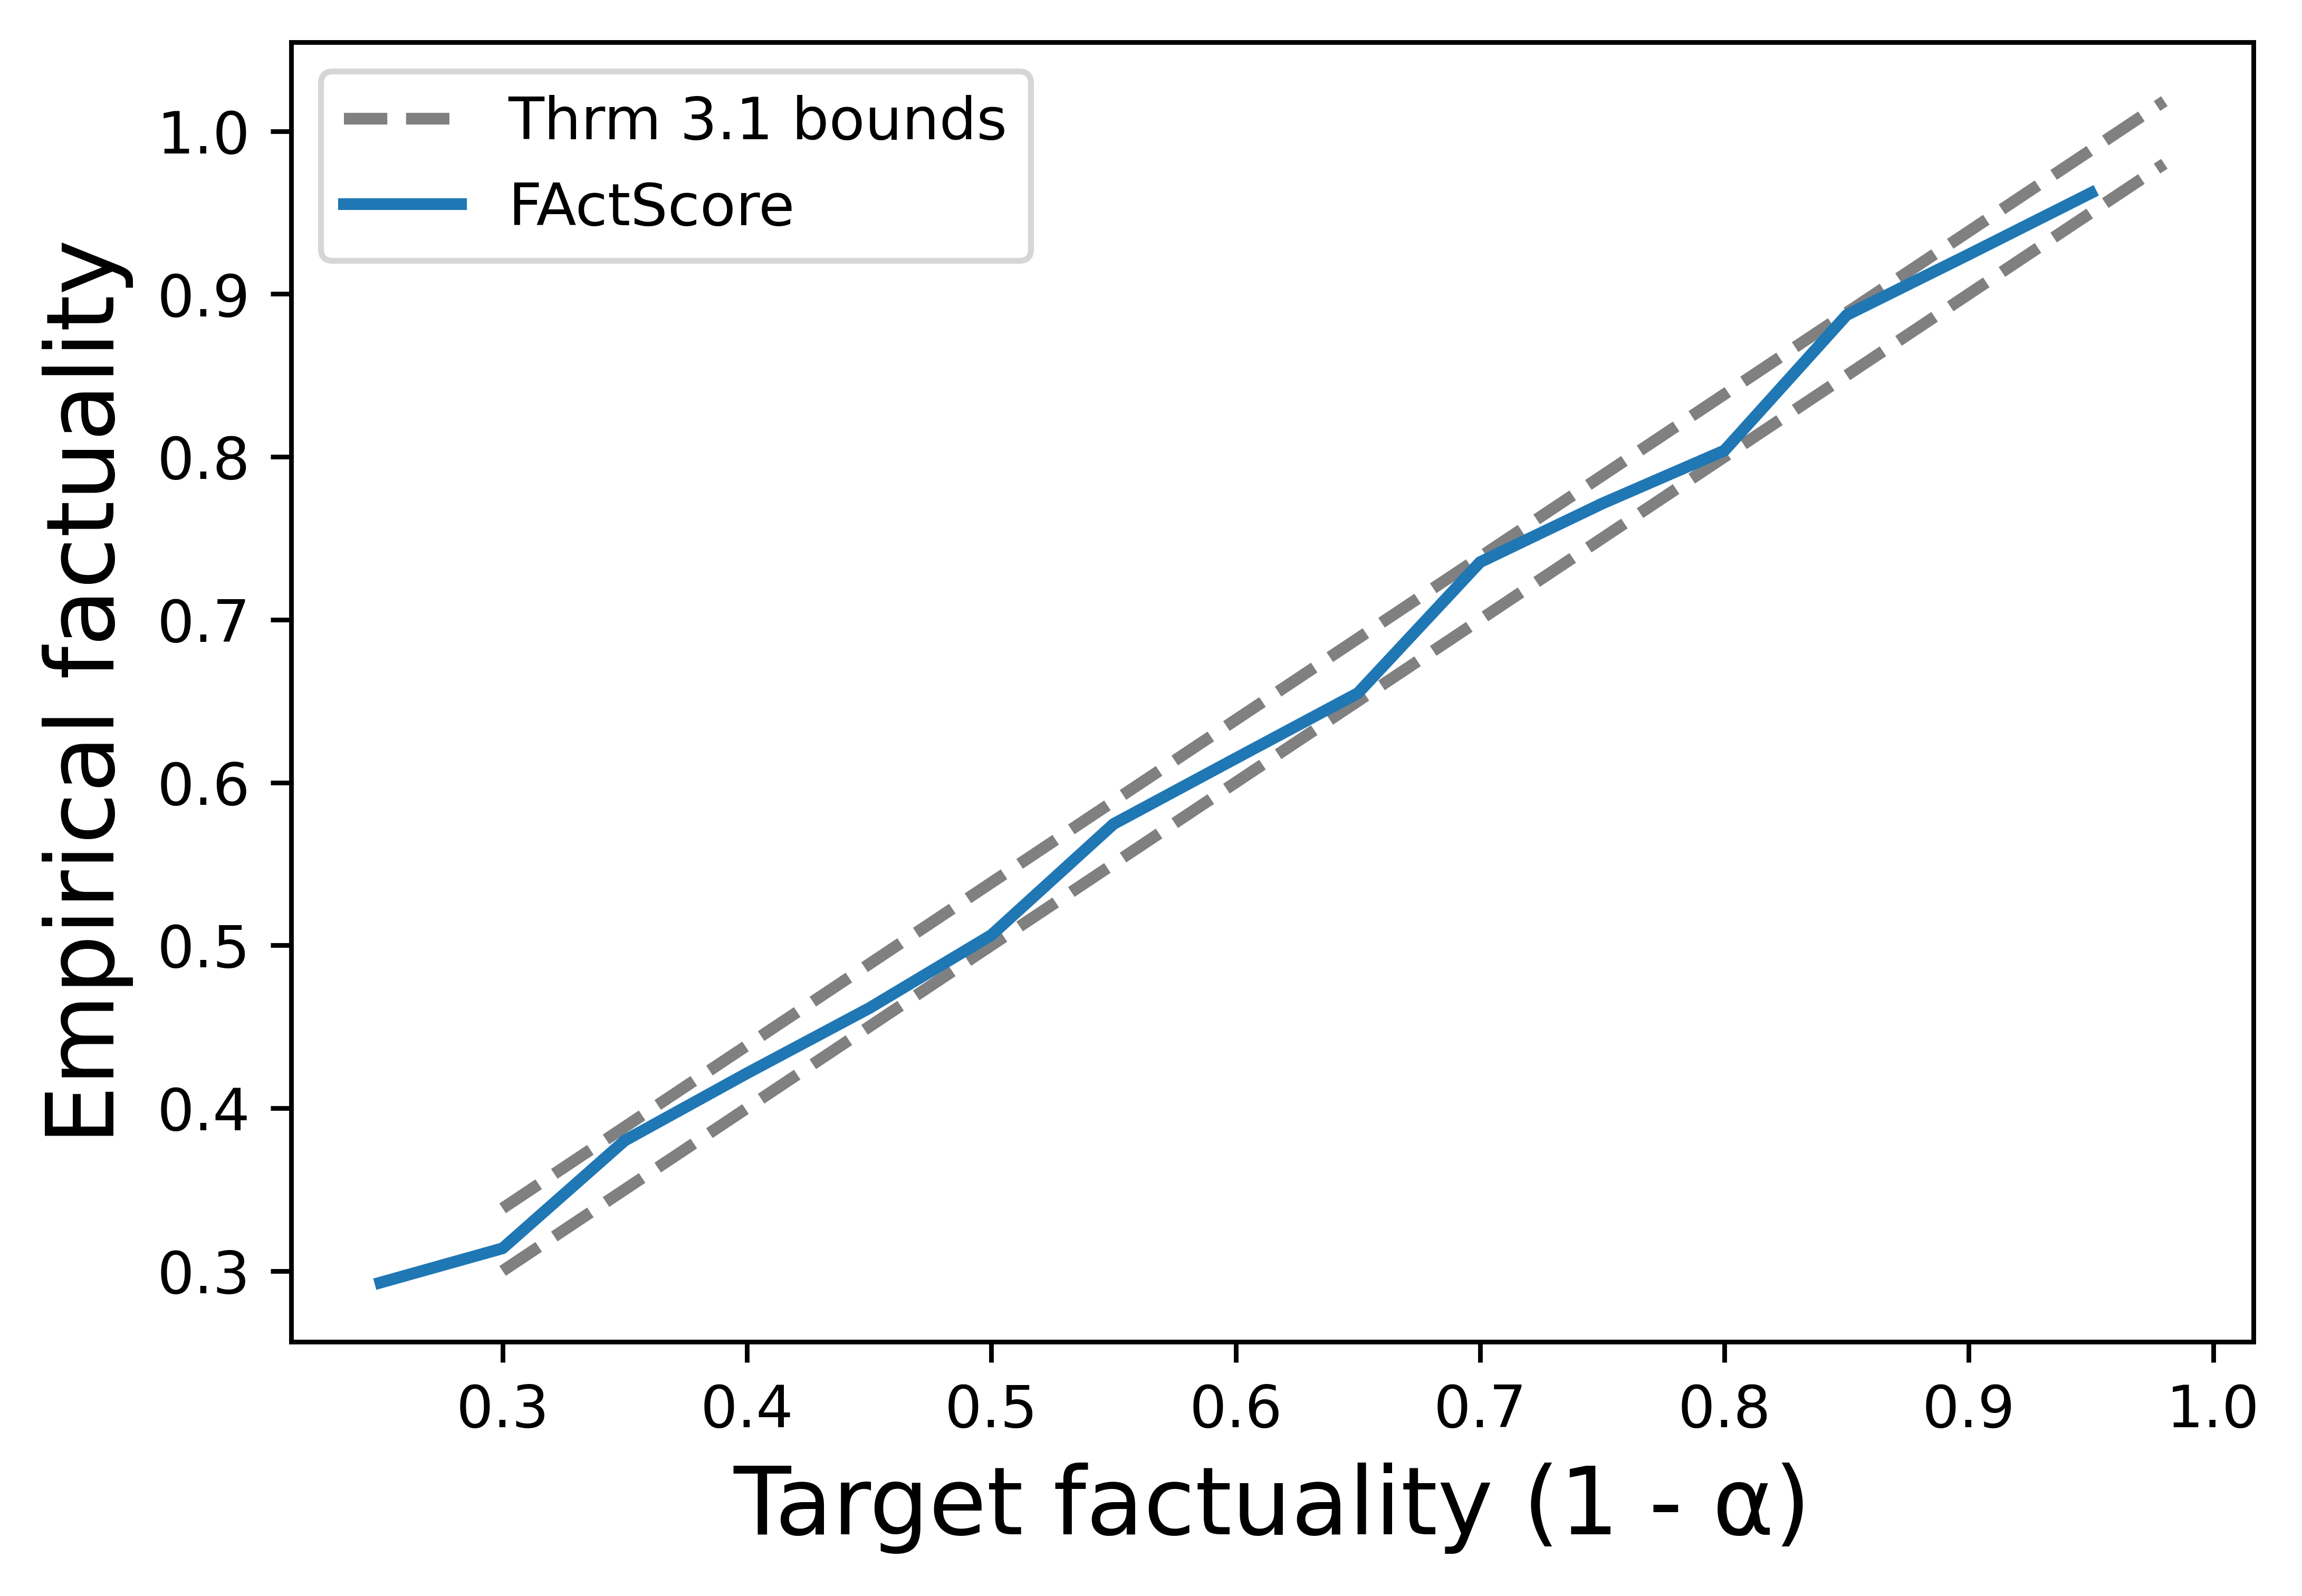 Thrm 3.1 bounds
FActScore
Empirical factuality
1.0
0.9
0.8
0.7
0.6
0.5
0.4
0.3
0.3 0.4 0.5 0.6 0.7 0.8 0.9 1.0
Target factuality (1 - α)